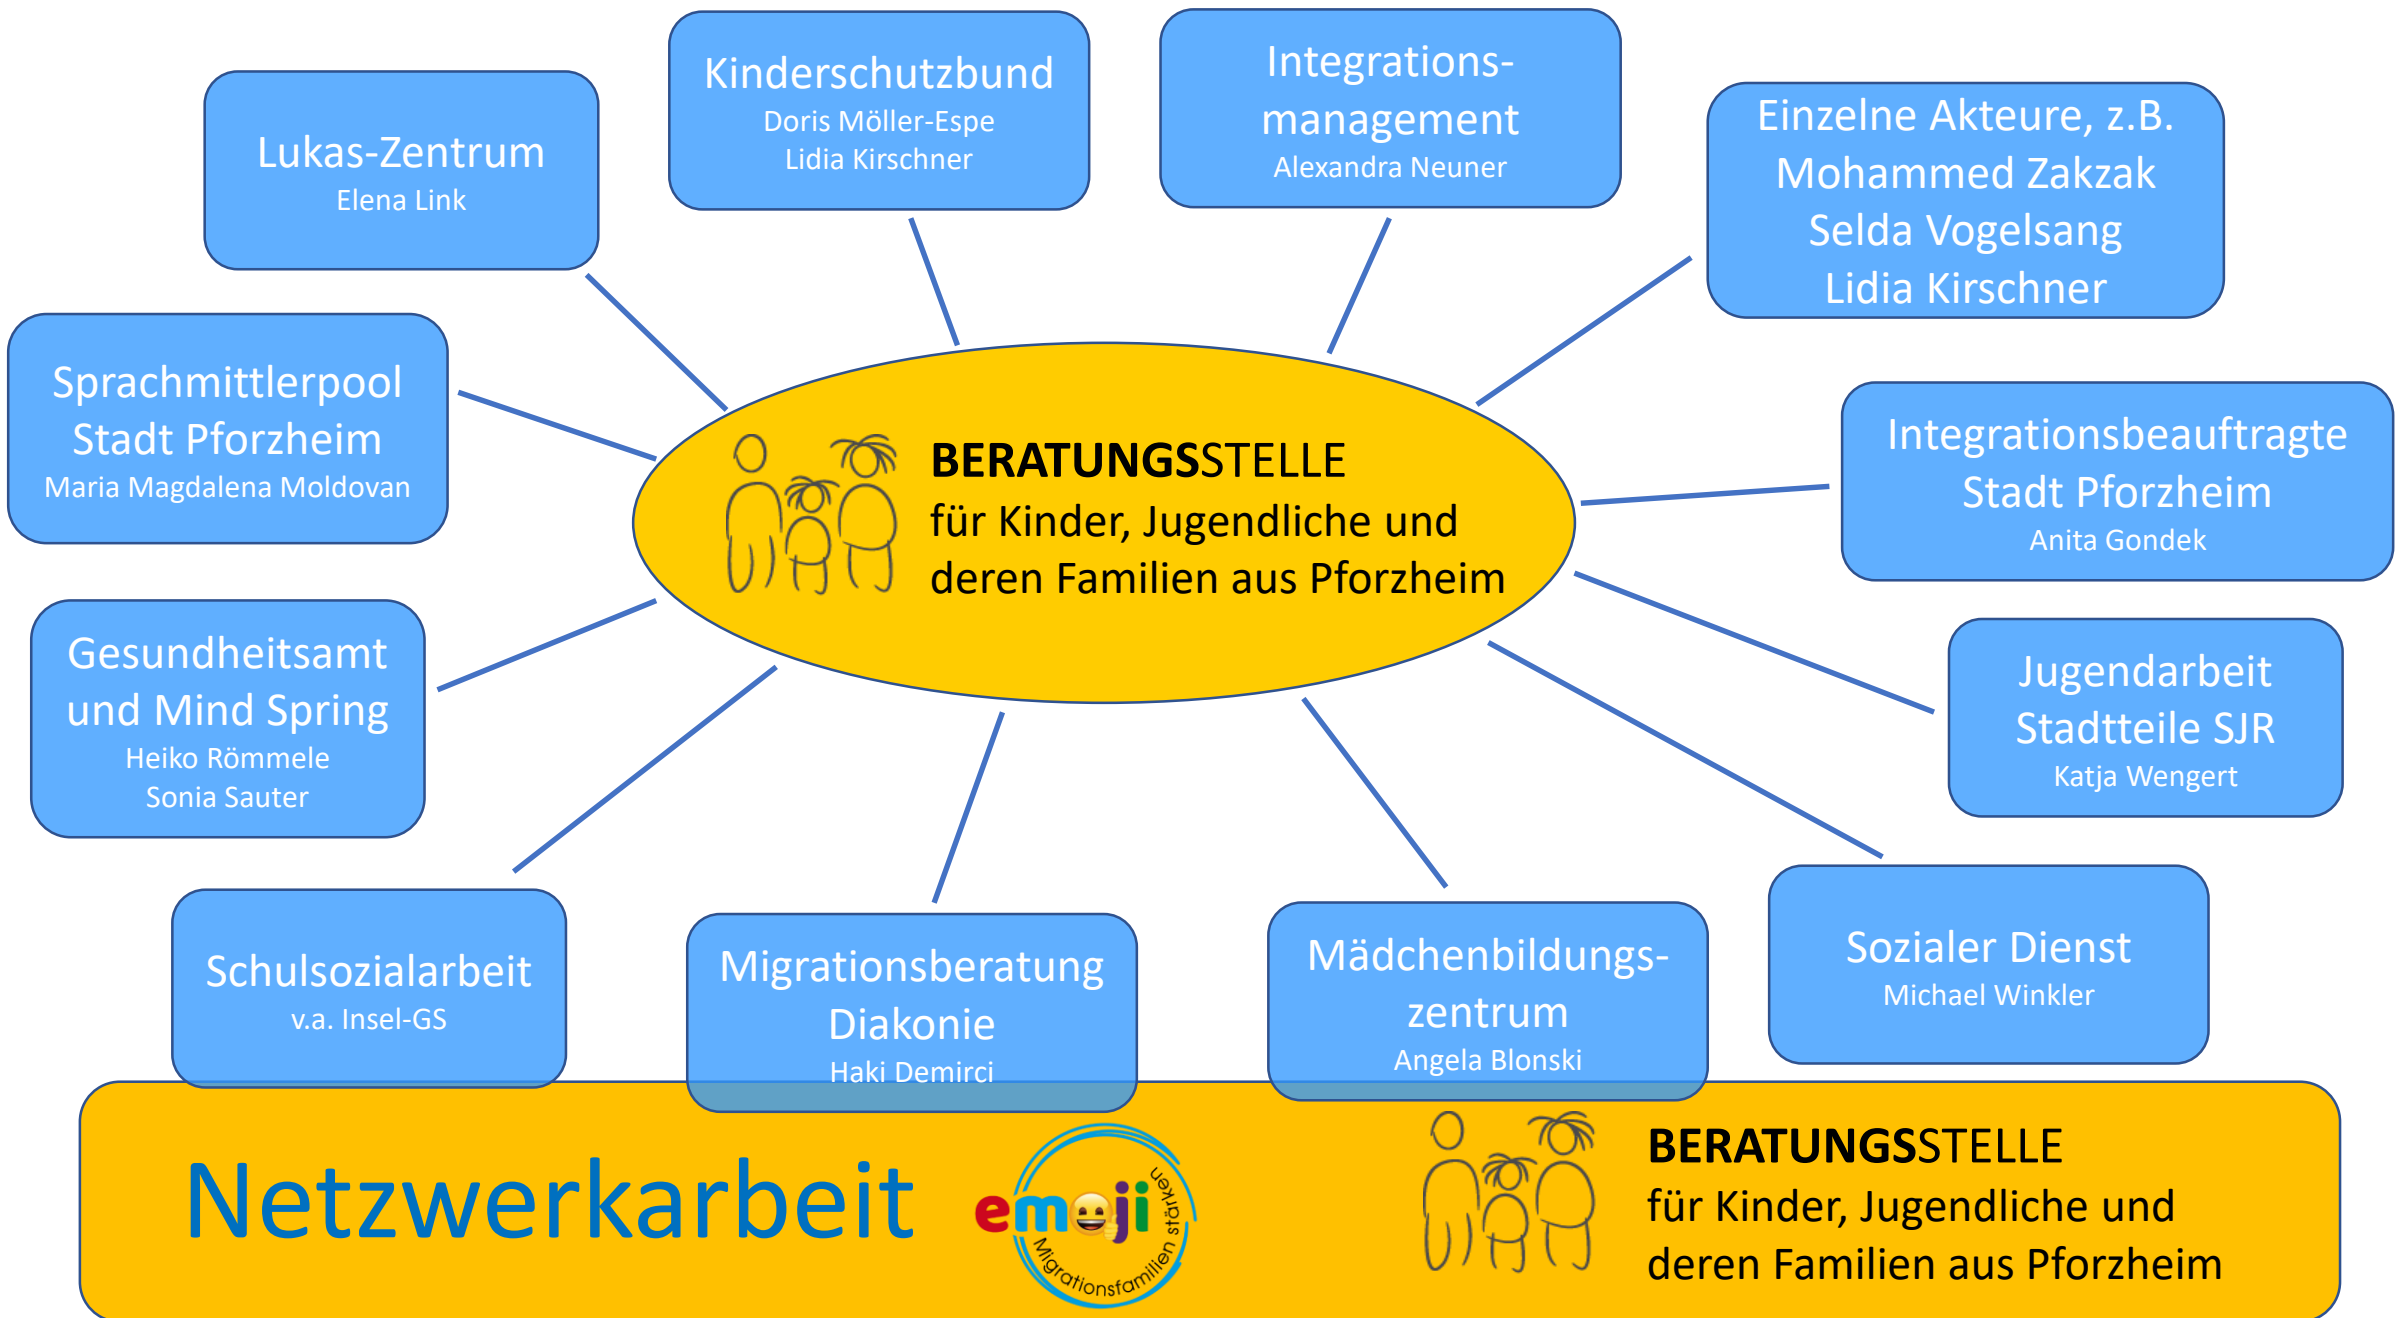 Kinderschutzbund
Doris Möller-Espe
Lidia Kirschner
Integrations-
management
Alexandra Neuner
Lukas-Zentrum
Elena Link
Einzelne Akteure, z.B.
Mohammed Zakzak
Selda Vogelsang
Lidia Kirschner
Sprachmittlerpool
Stadt Pforzheim
Maria Magdalena Moldovan
BERATUNGSSTELLE
für Kinder, Jugendliche und
deren Familien aus Pforzheim
Integrationsbeauftragte
Stadt Pforzheim
Anita Gondek
Gesundheitsamt
und Mind Spring
Heiko Römmele
Sonia Sauter
Jugendarbeit
Stadtteile SJR
Katja Wengert
Schulsozialarbeit
v.a. Insel-GS
Migrationsberatung
Diakonie
Haki Demirci
Mädchenbildungs-
zentrum
Angela Blonski
Sozialer Dienst
Michael Winkler
Netzwerkarbeit
emoji
Migrationsfamilien stärken
BERATUNGSSTELLE
für Kinder, Jugendliche und
deren Familien aus Pforzheim